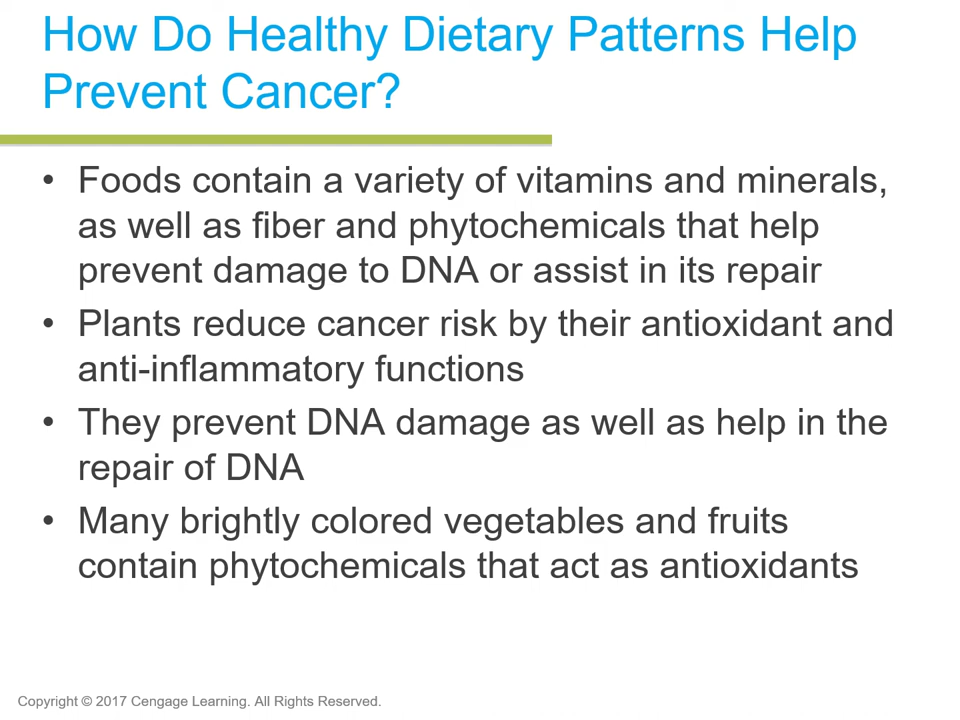 How Do Healthy Dietary Patterns Help
Prevent Cancer?
• Foods contain a variety of vitamins and minerals,
as well as fiber and phytochemicals that help
prevent damage to DNA or assist in its repair
• Plants reduce cancer risk by their antioxidant and
anti-inflammatory functions
• They prevent DNA damage as well as help in the
repair of DNA
• Many brightly colored vegetables and fruits
contain phytochemicals that act as antioxidants
Copyright © 2017 Cengage Learning. All Rights Reserved.